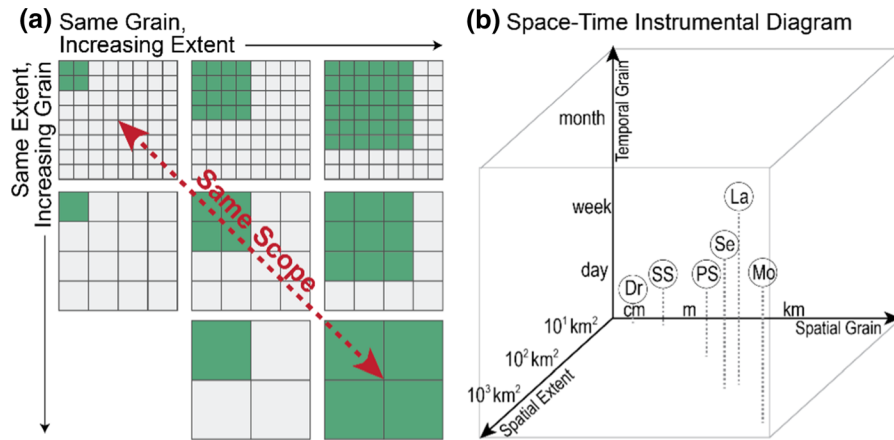 (a) Same Grain,
Increasing Extent
Same Extent,
Increasing Grain
Same Scope
(b) Space-Time Instrumental Diagram
Temporal Grain
month
week
day
La
Se
Dr
SS
PS
Mo
cm
m
km
Spatial Grain
10¹ km²
10² km²
10³ km²
Spatial Extent